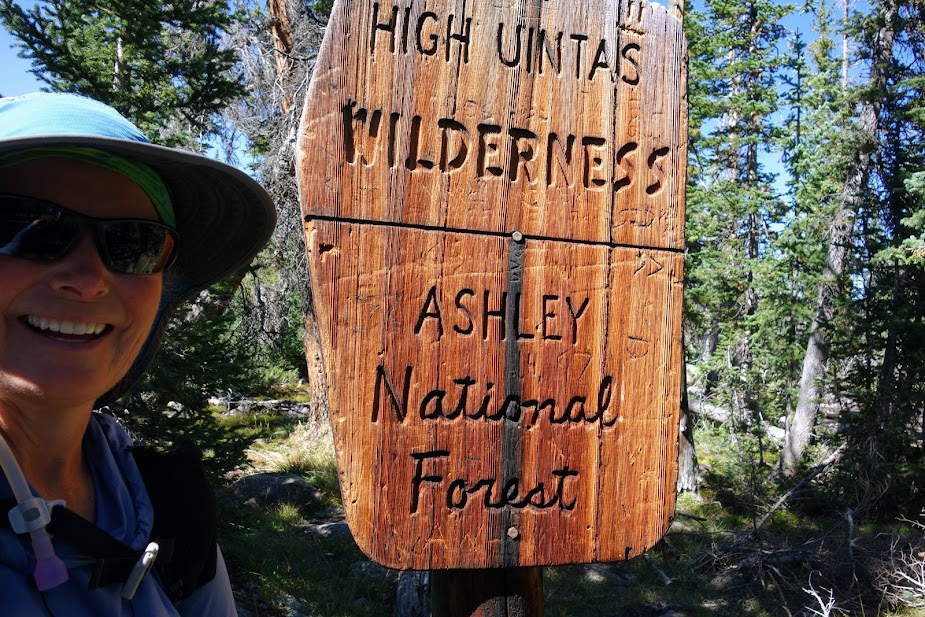 HIGH UINTAS
WILDERNESS
ASHLEY
National
Forest